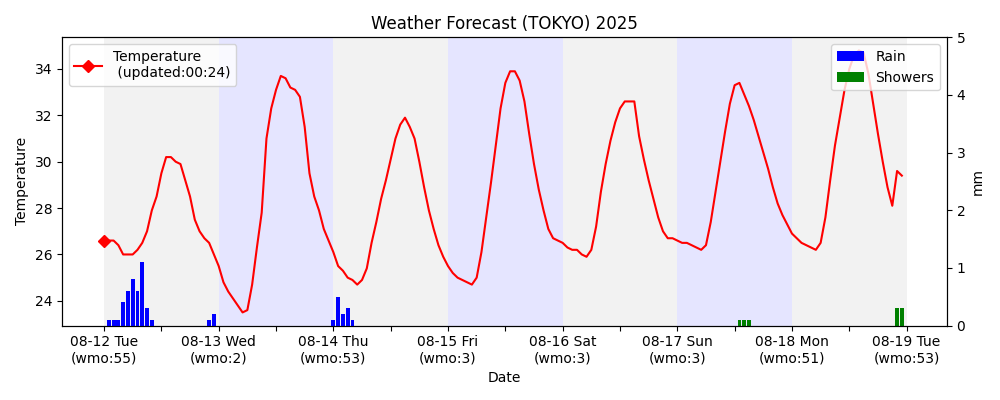 Weather Forecast (TOKYO) 2025
Temperature
(updated:00:24)
Rain
Showers
Temperature
34
32
30
28
26
24
5
4
3
2
1
0
mm
08-12 Tue
(wmo:55)
08-13 Wed
(wmo:2)
08-14 Thu
(wmo:53)
08-15 Fri
(wmo:3)
08-16 Sat
(wmo:3)
08-17 Sun
(wmo:3)
08-18 Mon
(wmo:51)
08-19 Tue
(wmo:53)
Date